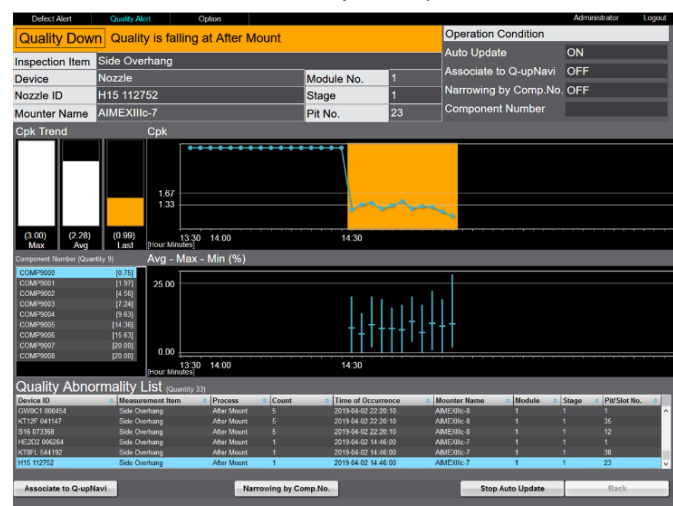 Defect Alert Quality Alert Option Administrator Logout
Quality Down Quality is falling at After Mount
Operation Condition
Auto Update ON
Associate to Q-upNavi OFF
Narrowing by Comp.No. OFF
Component Number
Inspection Item Side Overhang
Device Nozzle Module No. 1
Nozzle ID H15 112752 Stage 1
Mounter Name AIMEXIIIc-7 Pit No. 23
Cpk Trend Cpk
1.67
1.33
(3.00) (2.28) (0.99)
Max Avg Last
13:30 14:00 14:30
[Hour Minutes]
Component Number (Quantity 9) Avg - Max - Min (%)
COMP9000 [0.75]
COMP9001 [1.97]
COMP9002 [4.56]
COMP9003 [7.24]
COMP9004 [9.63]
COMP9005 [14.36]
COMP9006 [15.63]
COMP9007 [20.00]
COMP9008 [20.00]
25.00
0.00
13:30 14:00 14:30
[Hour Minutes]
Quality Abnormality List (Quantity 33)
Device ID Measurement Item Process Count Time of Occurrence Mounter Name Module Stage Pit/Slot No.
GW0C1 006454 Side Overhang After Mount 5 2019-04-02 22:20:10 AIMEXIIIc-8 1 1 1
KT12F 041147 Side Overhang After Mount 5 2019-04-02 22:20:10 AIMEXIIIc-8 1 1 35
S16 073368 Side Overhang After Mount 5 2019-04-02 22:20:10 AIMEXIIIc-8 1 1 12
HE2D2 006264 Side Overhang After Mount 1 2019-04-02 14:46:00 AIMEXIIIc-7 1 1 1
KT8FL 544192 Side Overhang After Mount 1 2019-04-02 14:46:00 AIMEXIIIc-7 1 1 38
H15 112752 Side Overhang After Mount 1 2019-04-02 14:46:00 AIMEXIIIc-7 1 1 23
Associate to Q-upNavi Narrowing by Comp.No. Stop Auto Update Back